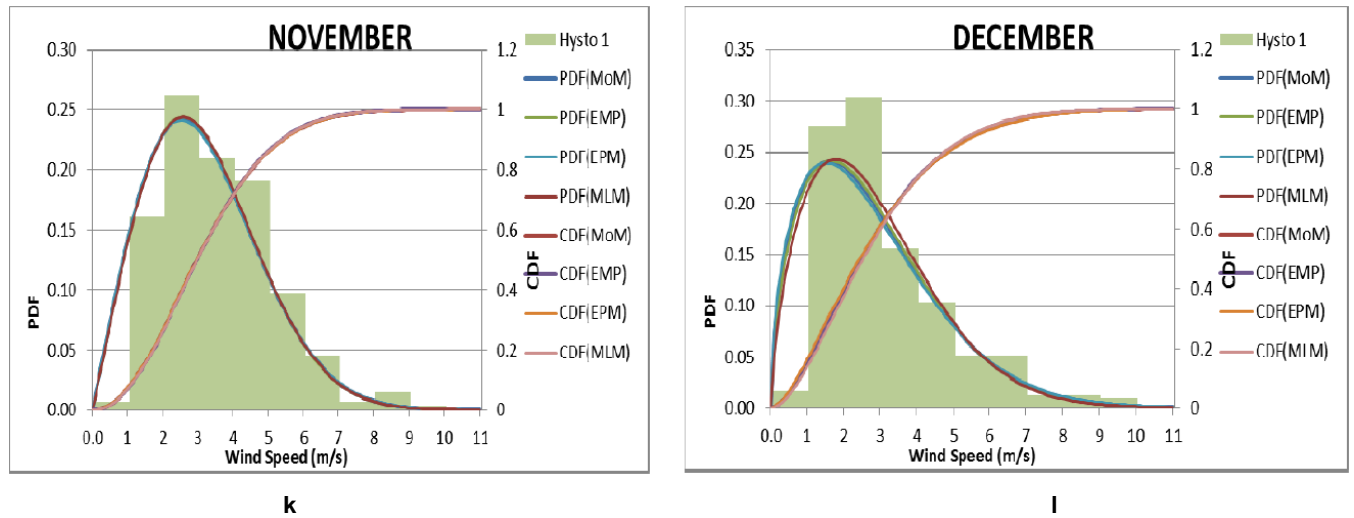 NOVEMBER
0.30
0.25
0.20
0.15
0.10
0.05
0.00
PDF
1.2
1
0.8
0.6
0.4
0.2
0
CDF
0.0 1 2 3 4 5 6 7 8 9 10 11
Wind Speed (m/s)
Hysto 1
PDF(MoM)
PDF(EMP)
PDF(EPM)
PDF(MLM)
CDF(MoM)
CDF(EMP)
CDF(EPM)
CDF(MLM)
k
DECEMBER
0.35
0.30
0.25
0.20
0.15
0.10
0.05
0.00
PDF
1.2
1
0.8
0.6
0.4
0.2
0
CDF
0.0 1 2 3 4 5 6 7 8 9 10 11
Wind Speed (m/s)
Hysto 1
PDF(MoM)
PDF(EMP)
PDF(EPM)
PDF(MLM)
CDF(MoM)
CDF(EMP)
CDF(EPM)
CDF(MLM)
l